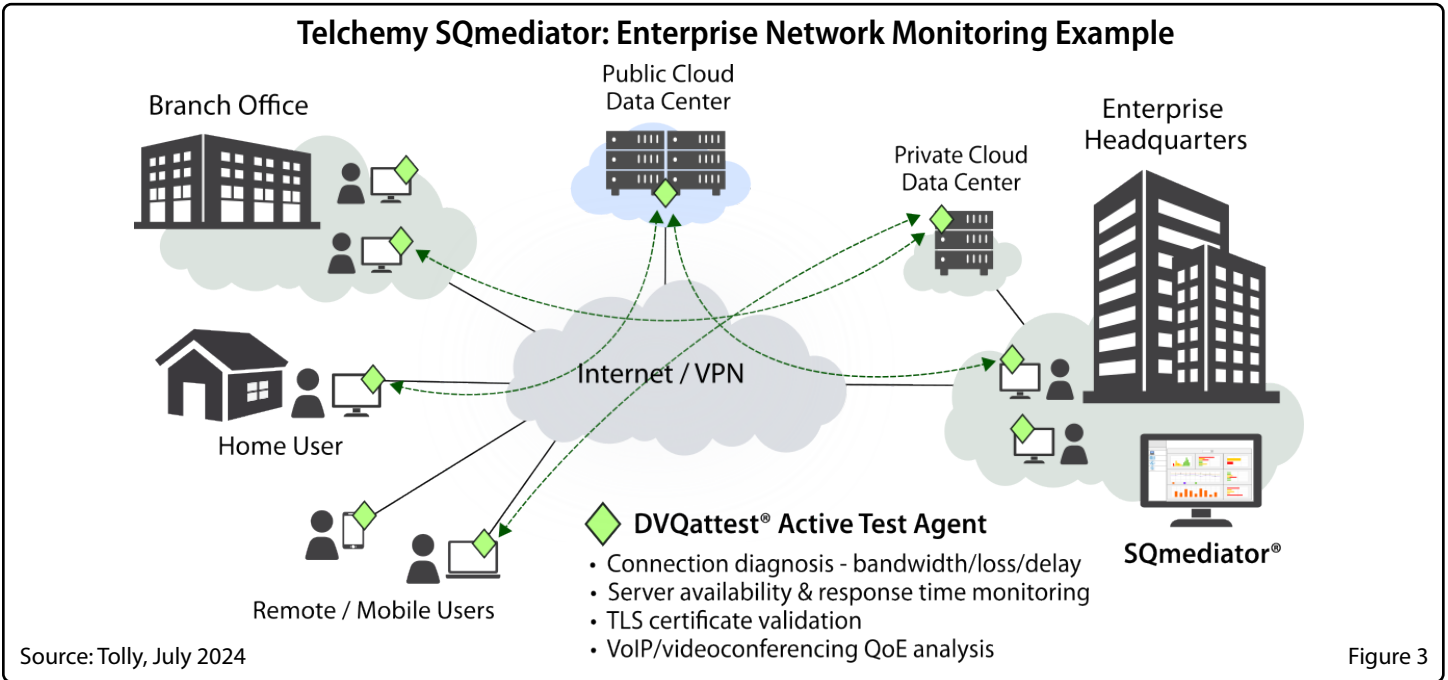 Telchemy SQmediator: Enterprise Network Monitoring Example
Branch Office
Public Cloud
Data Center
Private Cloud
Data Center
Enterprise
Headquarters
Internet / VPN
Home User
Remote / Mobile Users
DVQattest® Active Test Agent
• Connection diagnosis - bandwidth/loss/delay
• Server availability & response time monitoring
• TLS certificate validation
• VoIP/videoconferencing QoE analysis
SQmediator®
Source: Tolly, July 2024
Figure 3